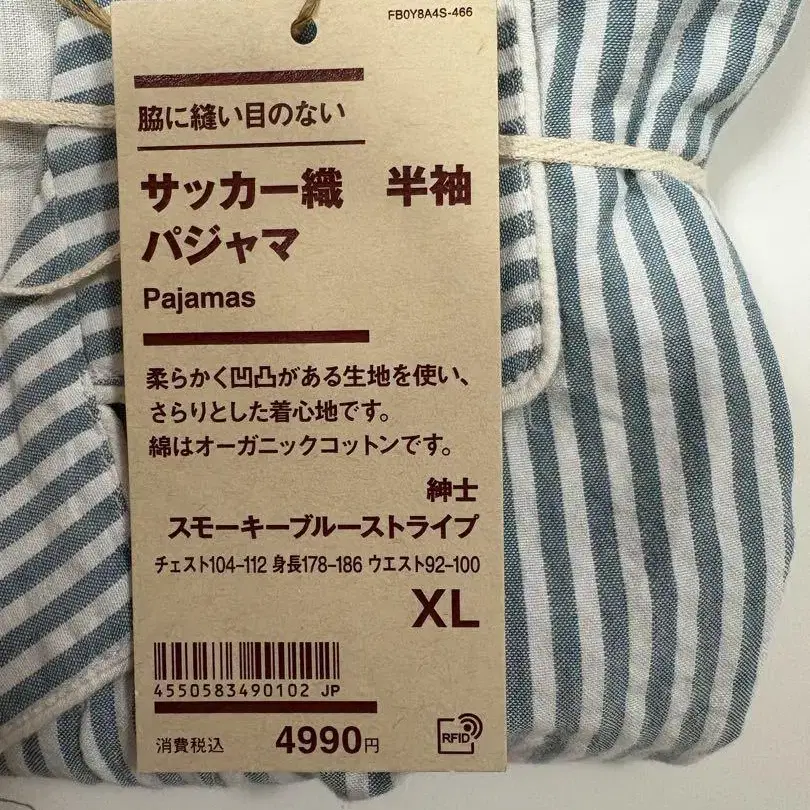 FB0Y8A4S-466
脇に縫い目のない
サッカー織　半袖
パジャマ
Pajamas
柔らかく凹凸がある生地を使い、
さらりとした着心地です。
綿はオーガニックコットンです。
紳士
スモーキーブルーストライプ
チェスト104-112 身長178-186 ウエスト92-100
XL
4550583490102 JP
消費税込 4990円
RFID